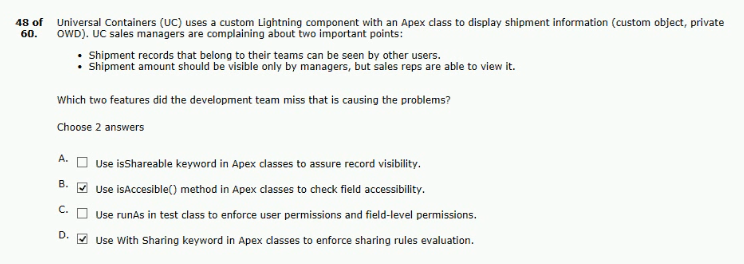 48 of Universal Containers (UC) uses a custom Lightning component with an Apex class to display shipment information (custom object, private
60. OWD). UC sales managers are complaining about two important points:
• Shipment records that belong to their teams can be seen by other users.
• Shipment amount should be visible only by managers, but sales reps are able to view it.
Which two features did the development team miss that is causing the problems?
Choose 2 answers
A. Use isShareable keyword in Apex classes to assure record visibility.
B. Use isAccesible() method in Apex classes to check field accessibility.
C. Use runAs in test class to enforce user permissions and field-level permissions.
D. Use With Sharing keyword in Apex classes to enforce sharing rules evaluation.